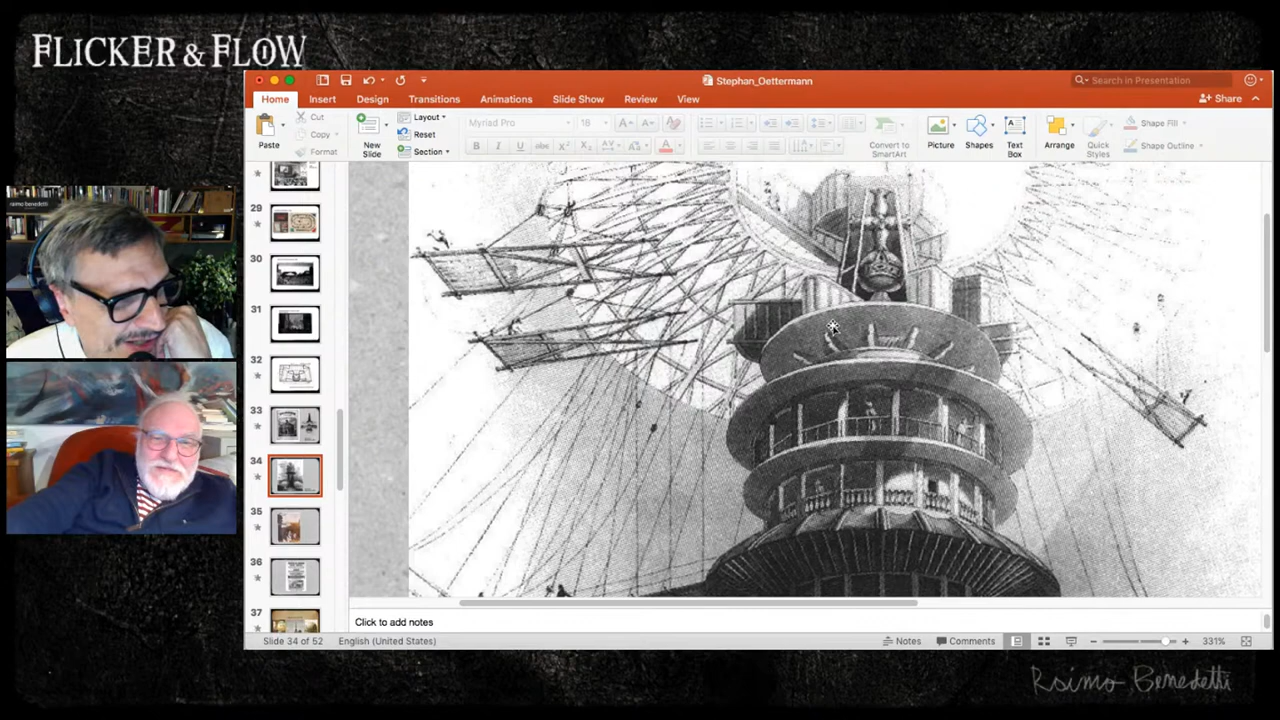 FLICKER & FLOW
Stephan_Oettermann
Search in Presentation
Home Insert Design Transitions Animations Slide Show Review View
Share
Paste
Cut
Copy
Format
New Slide
Layout
Reset
Section
Myriad Pro
16
Convert to SmartArt
Picture
Shapes
Text Box
Arrange
Quick Styles
Shape Fill
Shape Outline
raimo benedetti
29
30
31
32
33
34
35
36
37
Click to add notes
Slide 34 of 52
English (United States)
Notes
Comments
331%
Raimo Benedetti